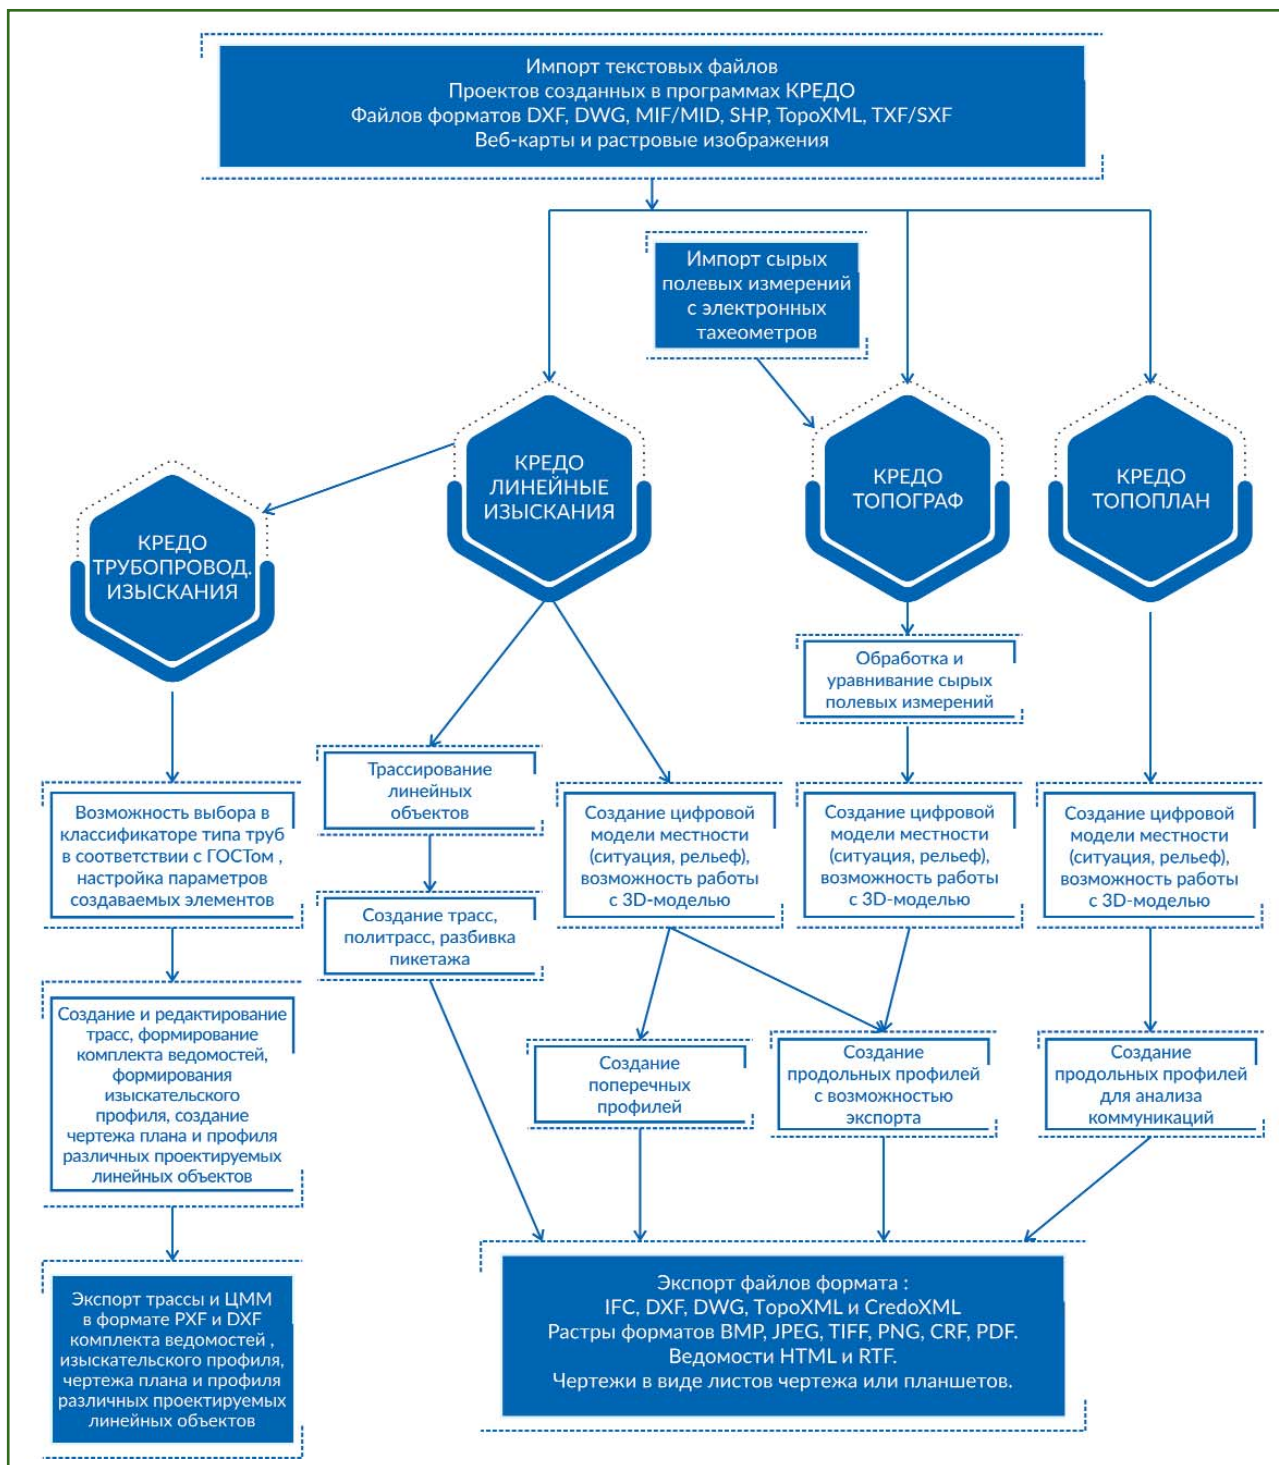 Импорт текстовых файлов
Проектов созданных в программах КРЕДО
Файлов форматов DXF, DWG, MIF/MID, SHP, TopoXML, TXF/SXF
Веб-карты и растровые изображения
Импорт сырых
полевых измерений
с электронных
тахеометров
КРЕДО
ТРУБОПРОВОД.
ИЗЫСКАНИЯ
КРЕДО
ЛИНЕЙНЫЕ
ИЗЫСКАНИЯ
КРЕДО
ТОПОГРАФ
КРЕДО
ТОПОПЛАН
Обработка и
уравнивание сырых
полевых измерений
Возможность выбора в
классификаторе типа труб
в соответствии с ГОСТом ,
настройка параметров
создаваемых элементов
Трассирование
линейных
объектов
Создание цифровой
модели местности
(ситуация, рельеф),
возможность работы
с 3D-моделью
Создание цифровой
модели местности
(ситуация, рельеф),
возможность работы
с 3D-моделью
Создание цифровой
модели местности
(ситуация, рельеф),
возможность работы
с 3D-моделью
Создание трасс,
политрасс, разбивка
пикетажа
Создание и редактирование
трасс, формирование
комплекта ведомостей,
формирования
изыскательского
профиля, создание
чертежа плана и профиля
различных проектируемых
линейных объектов
Создание
поперечных
профилей
Создание
продольных профилей
с возможностью
экспорта
Создание
продольных профилей
для анализа
коммуникаций
Экспорт трассы и ЦММ
в формате PXF и DXF
комплекта ведомостей ,
изыскательского профиля,
чертежа плана и профиля
различных проектируемых
линейных объектов
Экспорт файлов формата :
IFC, DXF, DWG, TopoXML и CredoXML
Растры форматов BMP, JPEG, TIFF, PNG, CRF, PDF.
Ведомости HTML и RTF.
Чертежи в виде листов чертежа или планшетов.